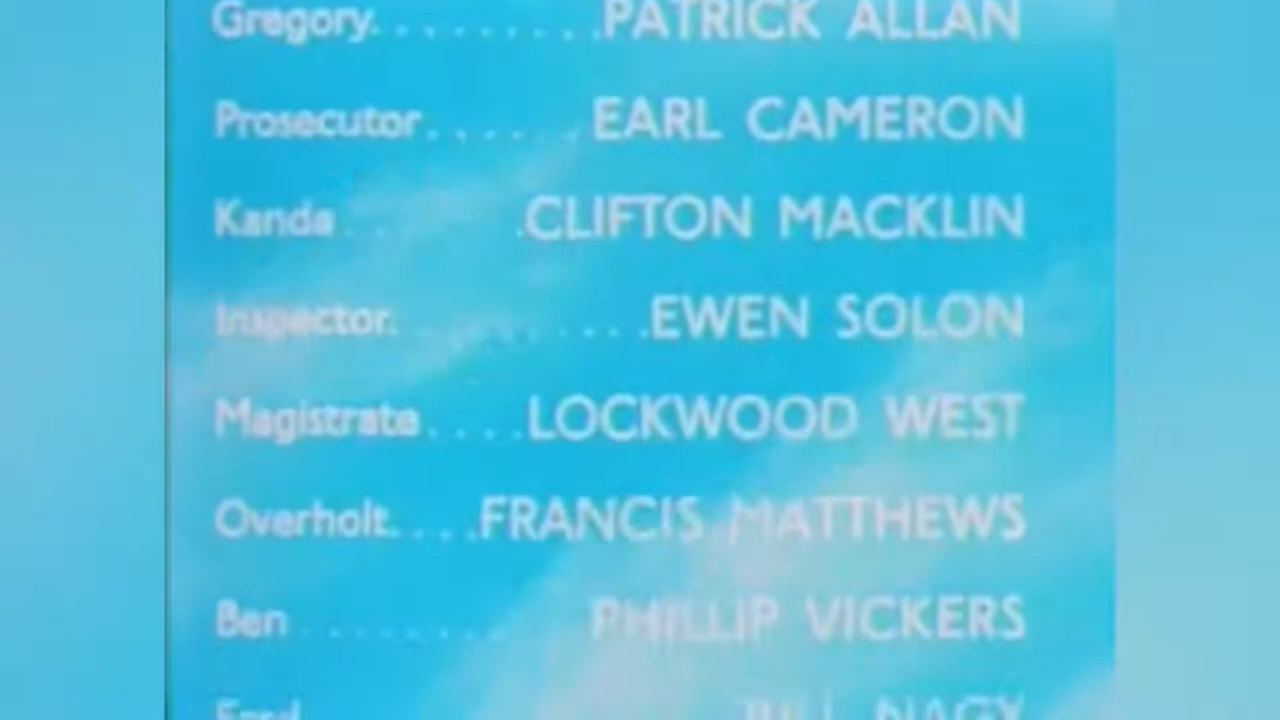 Gregory..........PATRICK ALLAN
Prosecutor......EARL CAMERON
Kanda....CLIFTON MACKLIN
Inspector...........EWEN SOLON
Magistrate....LOCKWOOD WEST
Overholt....FRANCIS MATTHEWS
Ben........PHILLIP VICKERS
NAGY